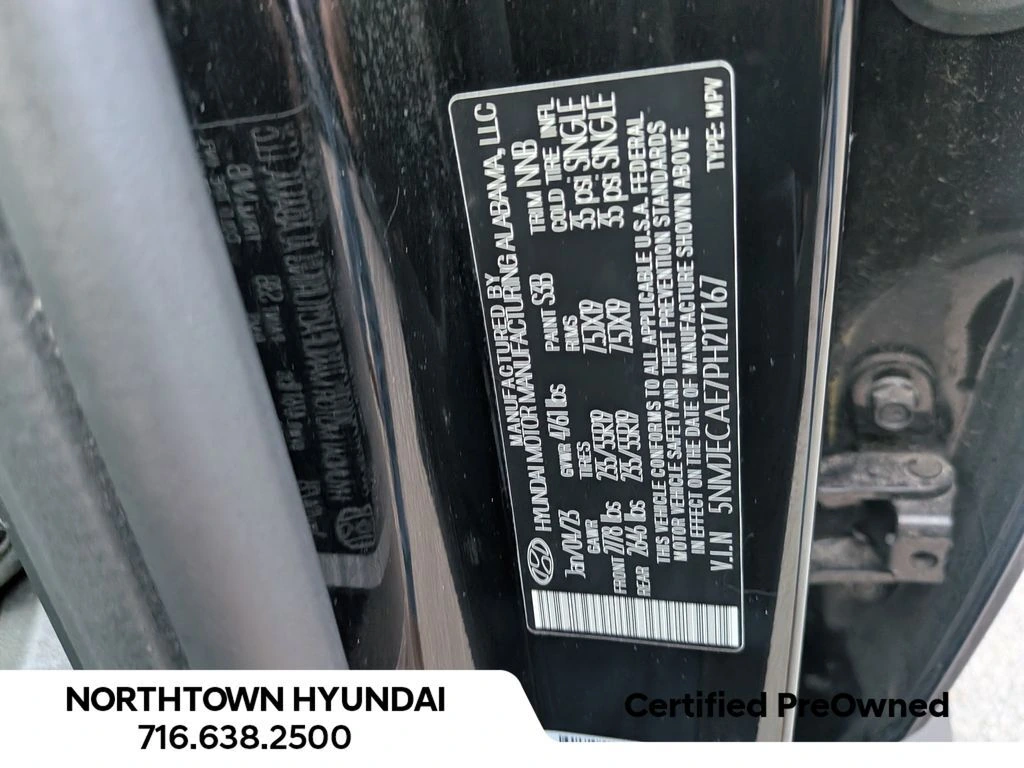 MANUFACTURED BY
HYUNDAI MOTOR MANUFACTURING ALABAMA, LLC
Jan/04/23 GVWR 4761 lbs PAINT S3B TRIM NNB
GAWR TIRES RIMS COLD TIRE INFL
FRONT 2778 lbs 235/55R19 7.5JX19 35 psi SINGLE
REAR 2646 lbs 235/55R19 7.5JX19 35 psi SINGLE
THIS VEHICLE CONFORMS TO ALL APPLICABLE U.S.A. FEDERAL
MOTOR VEHICLE SAFETY AND THEFT PREVENTION STANDARDS
IN EFFECT ON THE DATE OF MANUFACTURE SHOWN ABOVE
V.I.N 5NMJECAE7PH217167 TYPE: MPV
NORTHTOWN HYUNDAI
716.638.2500
Certified PreOwned